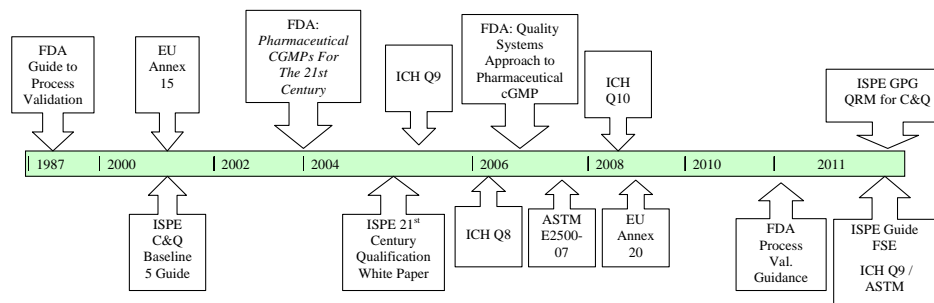 FDA
Guide to
Process
Validation
EU
Annex
15
FDA:
Pharmaceutical
CGMPs For
The 21st
Century
ICH Q9
FDA: Quality
Systems
Approach to
Pharmaceutical
cGMP
ICH
Q10
ISPE GPG
QRM for C&Q
1987
2000
2002
2004
2006
2008
2010
2011
ISPE
C&Q
Baseline
5 Guide
ISPE 21st
Century
Qualification
White Paper
ICH Q8
ASTM
E2500-
07
EU
Annex
20
FDA
Process
Val.
Guidance
ISPE Guide
FSE
ICH Q9 /
ASTM